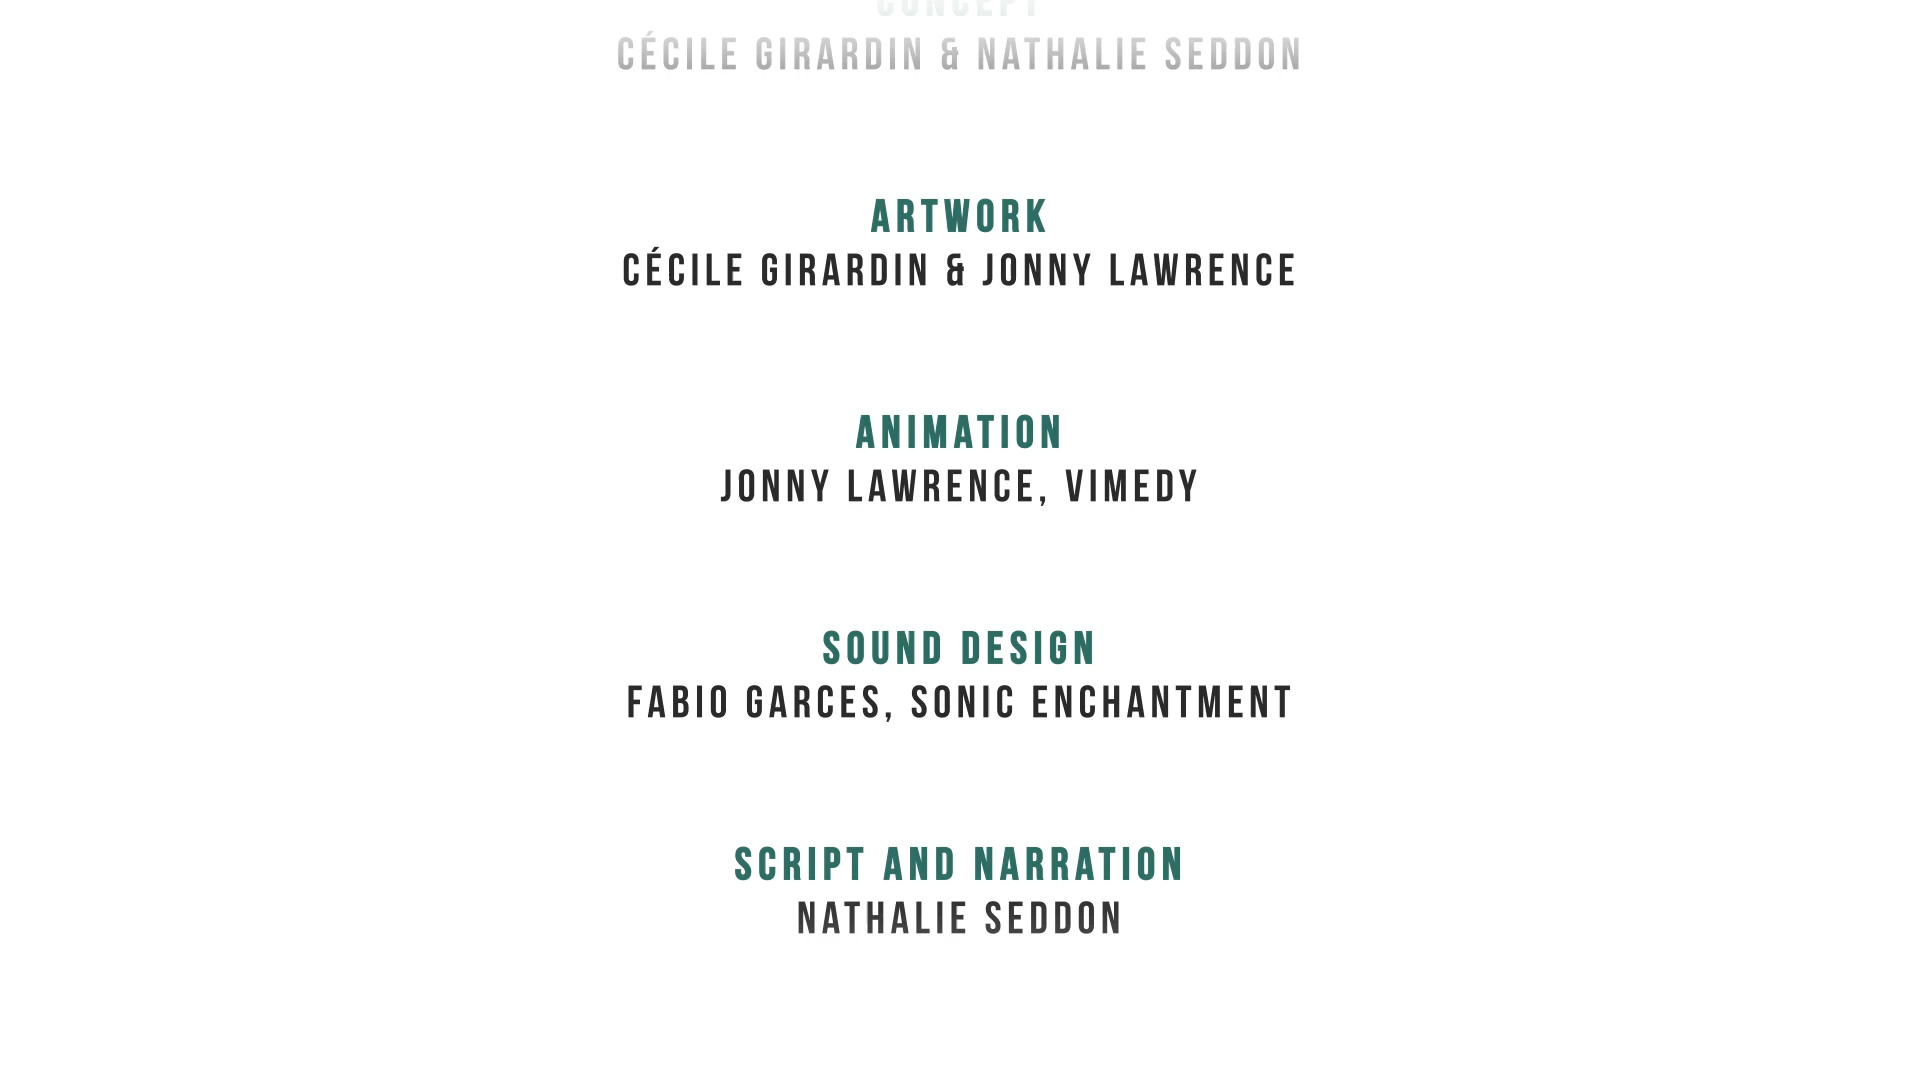 CONCEPT
CÉCILE GIRARDIN & NATHALIE SEDDON
ARTWORK
CÉCILE GIRARDIN & JONNY LAWRENCE
ANIMATION
JONNY LAWRENCE, VIMEDY
SOUND DESIGN
FABIO GARCES, SONIC ENCHANTMENT
SCRIPT AND NARRATION
NATHALIE SEDDON